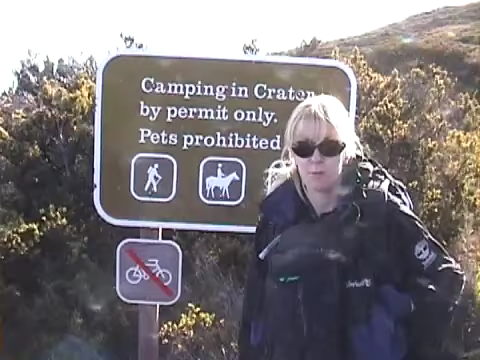 Camping in Crater
by permit only.
Pets prohibited